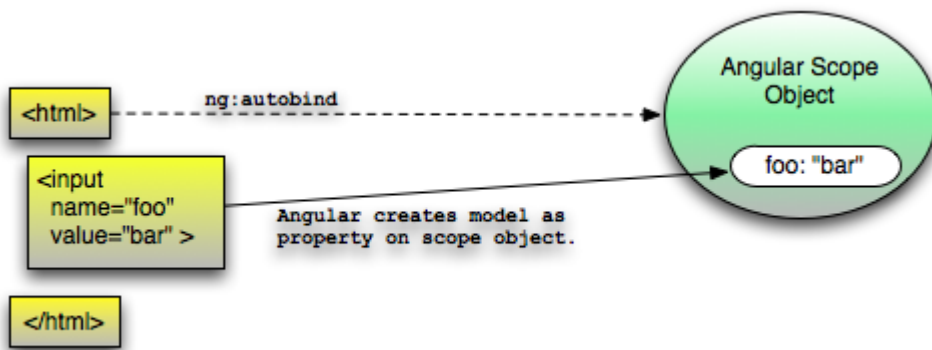 Angular Scope
Object
ng:autobind
<html>
foo: "bar"
<input
name="foo"
value="bar" >
Angular creates model as
property on scope object.
</html>